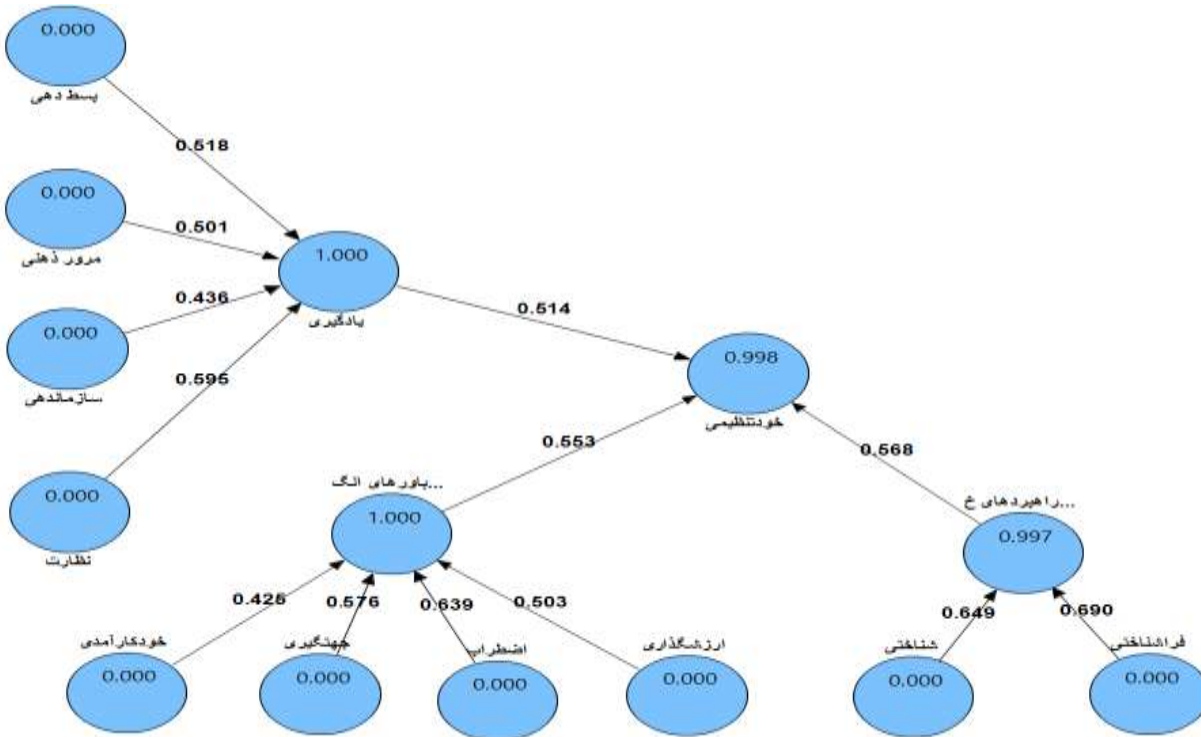 0.000
بسط دهی
0.518
0.000
مرور ذهنی
0.501
1.000
یادگیری
0.436
0.000
سازماندهی
0.514
0.998
خودتنظیمی
0.595
0.000
نظارت
0.553
0.568
باورهای انگ...
1.000
راهبردهای خ...
0.997
0.425
0.576
0.639
0.503
0.649
0.690
خودکارآمدی
0.000
جهتگیری
0.000
اضطراب
0.000
ارزشگذاری
0.000
شناختی
0.000
فراشناختی
0.000